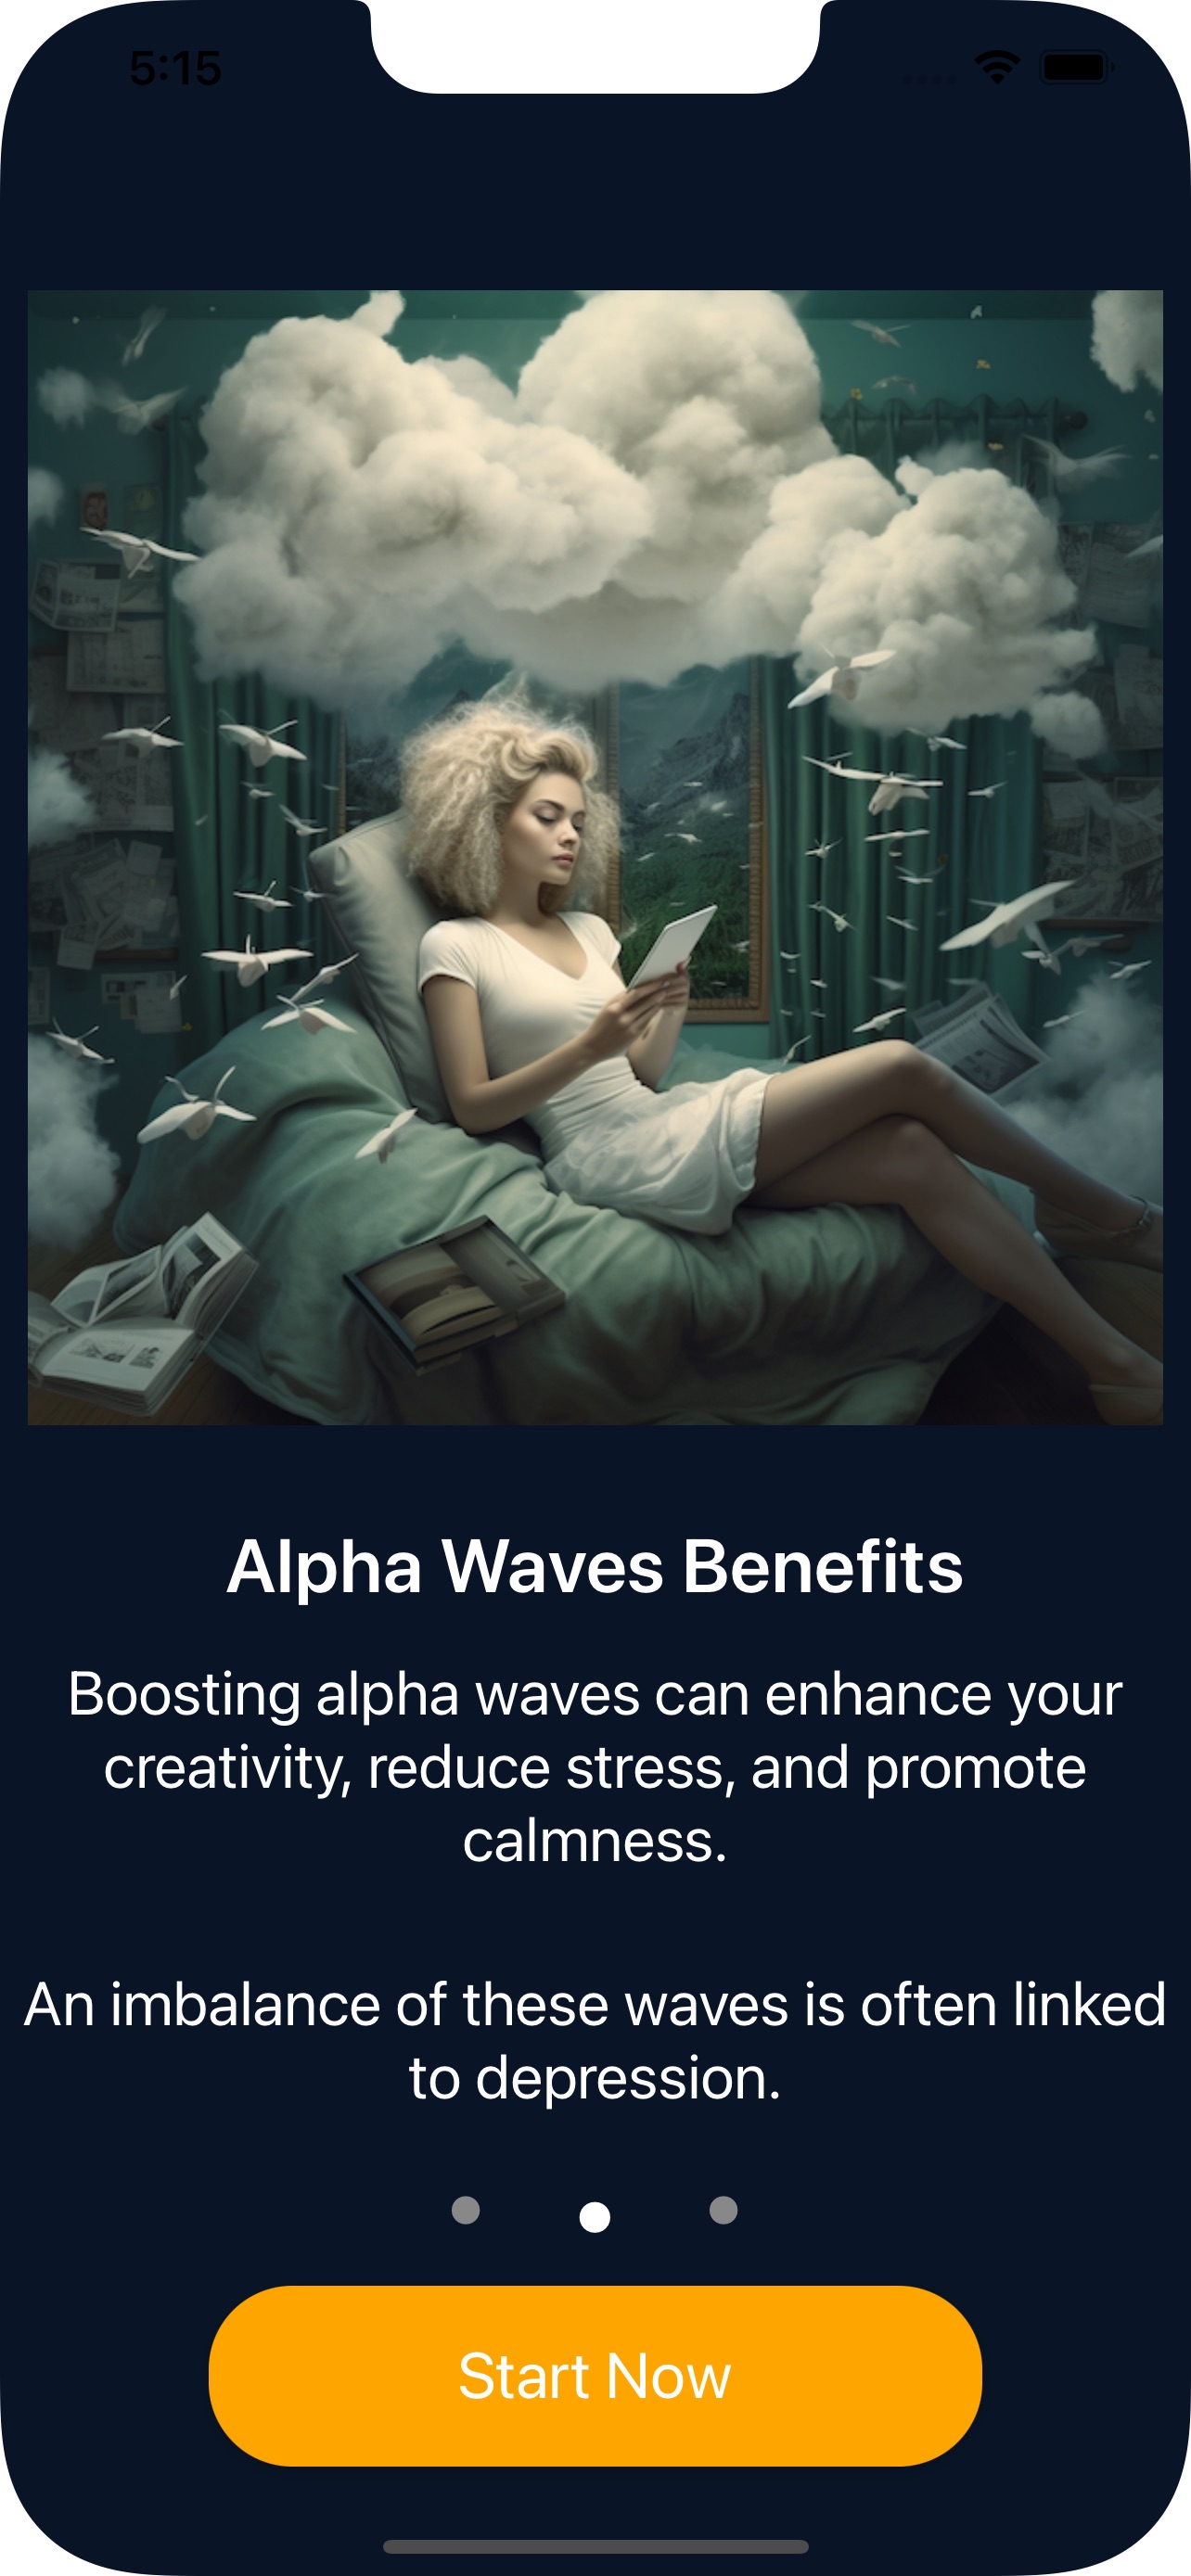 5:15
Alpha Waves Benefits
Boosting alpha waves can enhance your
creativity, reduce stress, and promote
calmness.
An imbalance of these waves is often linked
to depression.
Start Now